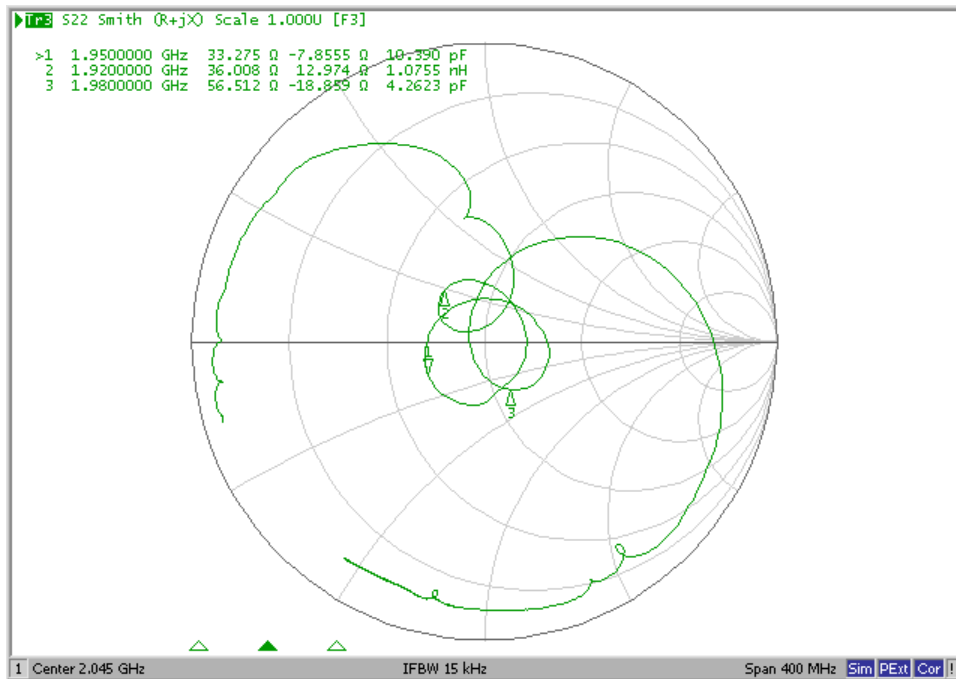 Tr3 S22 Smith (R+jX) Scale 1.000U [F3]
>1 1.9500000 GHz 33.275 Ω -7.8555 Ω 10.390 pF
2 1.9200000 GHz 36.008 Ω 12.974 Ω 1.0755 nH
3 1.9800000 GHz 56.512 Ω -18.859 Ω 4.2623 pF
2
1
3
1 Center 2.045 GHz IFBW 15 kHz Span 400 MHz Sim PExt Cor !